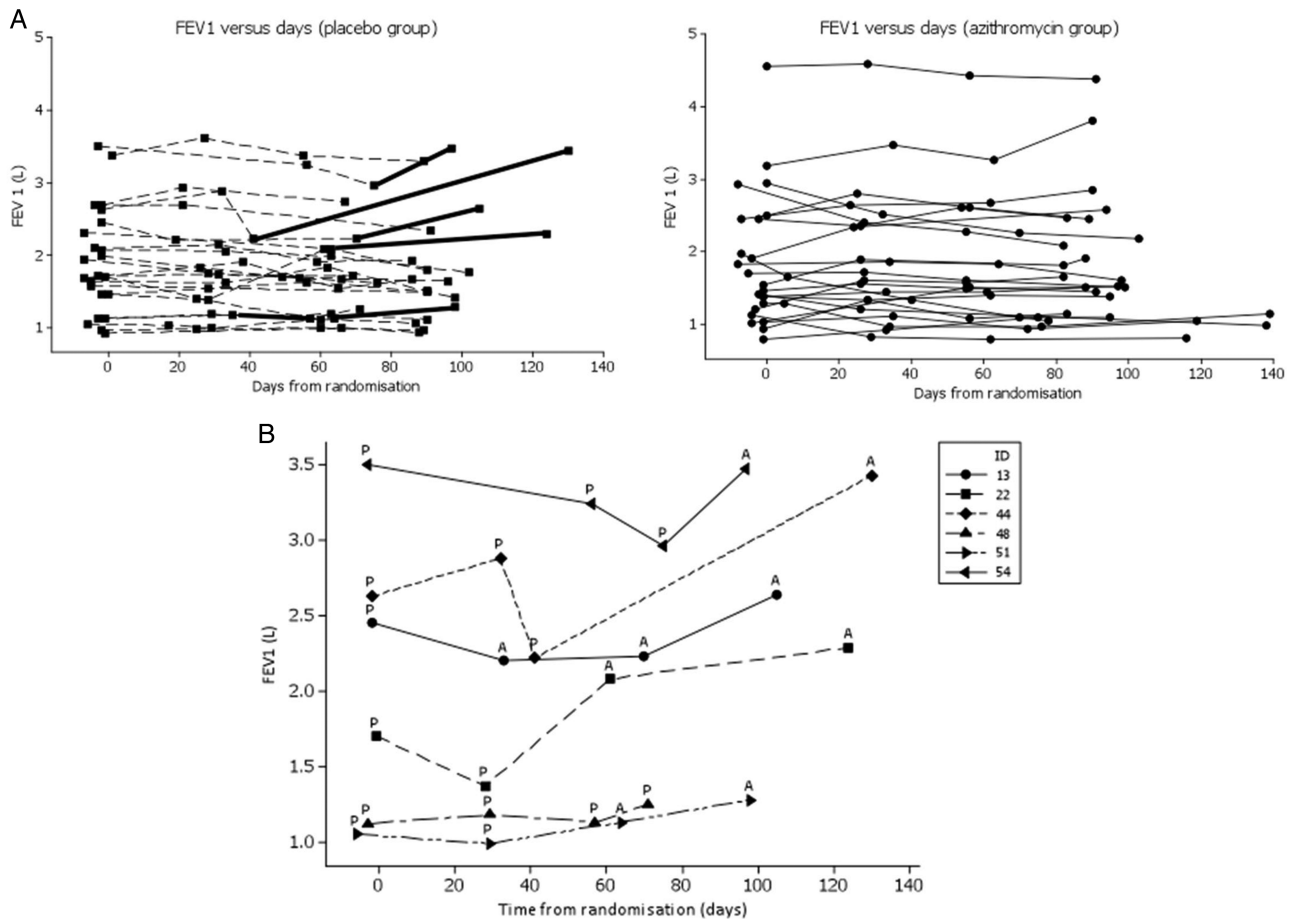 A
FEV1 versus days (placebo group)
5
4
3
2
1
FEV 1 (L)
0 20 40 60 80 100 120 140
Days from randomisation
FEV1 versus days (azithromycin group)
5
4
3
2
1
FEV 1 (L)
0 20 40 60 80 100 120 140
Days from randomisation
B
3.5
3.0
2.5
2.0
1.5
1.0
FEV1 (L)
P P P A
P P P A
P A A A
P P A A
P P P P
P P A A
0 20 40 60 80 100 120 140
Time from randomisation (days)
ID
13
22
44
48
51
54